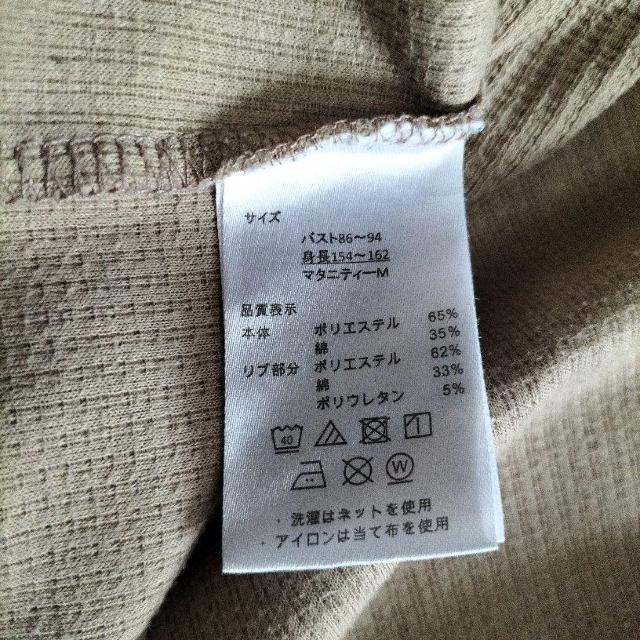 サイズ
バスト86～94
身長154～162
マタニティーM
品質表示
本体 ポリエステル 65%
綿 35%
リブ部分 ポリエステル 62%
綿 33%
ポリウレタン 5%
40
W
・洗濯はネットを使用
・アイロンは当て布を使用